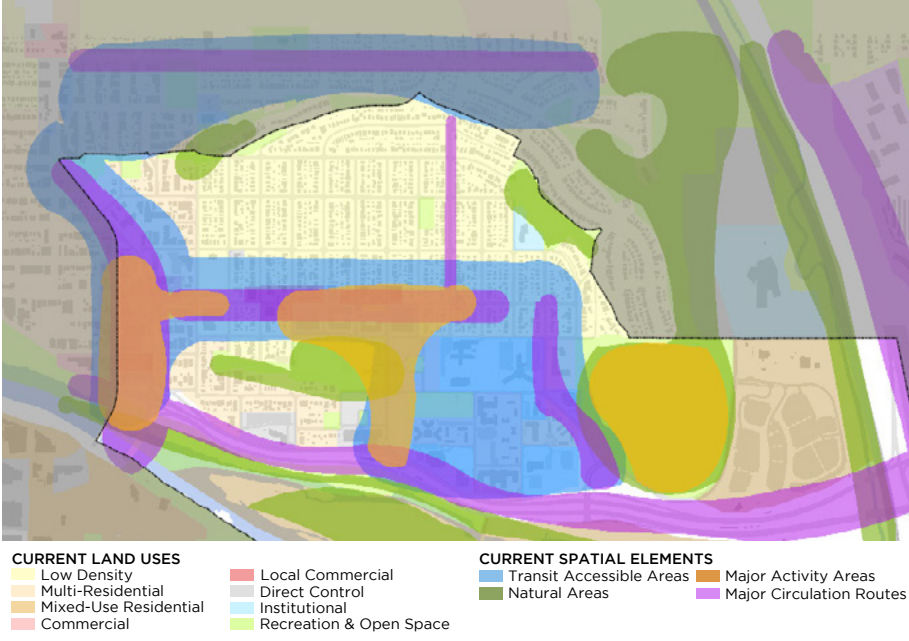 CURRENT LAND USES
Low Density
Multi-Residential
Mixed-Use Residential
Commercial
Local Commercial
Direct Control
Institutional
Recreation & Open Space
CURRENT SPATIAL ELEMENTS
Transit Accessible Areas
Natural Areas
Major Activity Areas
Major Circulation Routes